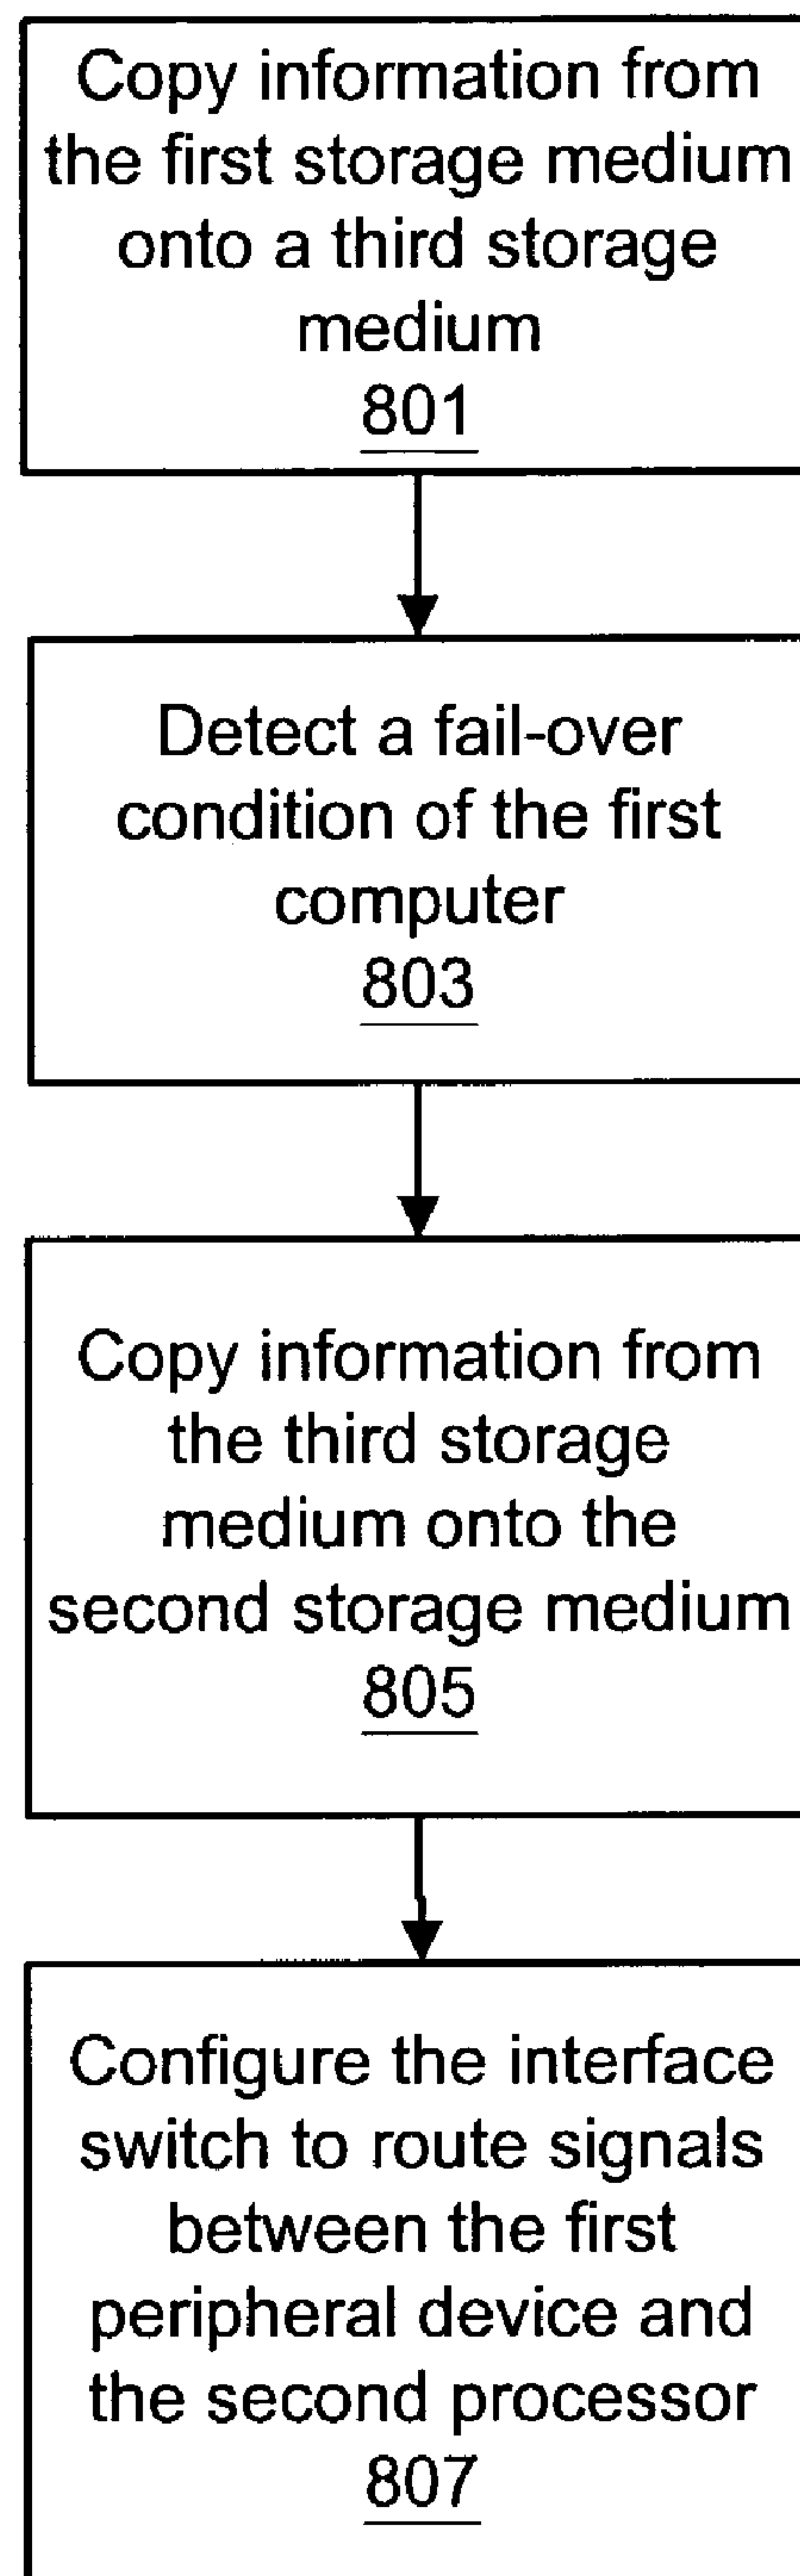 Copy information from
the first storage medium
onto a third storage
medium
801
Detect a fail-over
condition of the first
computer
803
Copy information from
the third storage
medium onto the
second storage medium
805
Configure the interface
switch to route signals
between the first
peripheral device and
the second processor
807